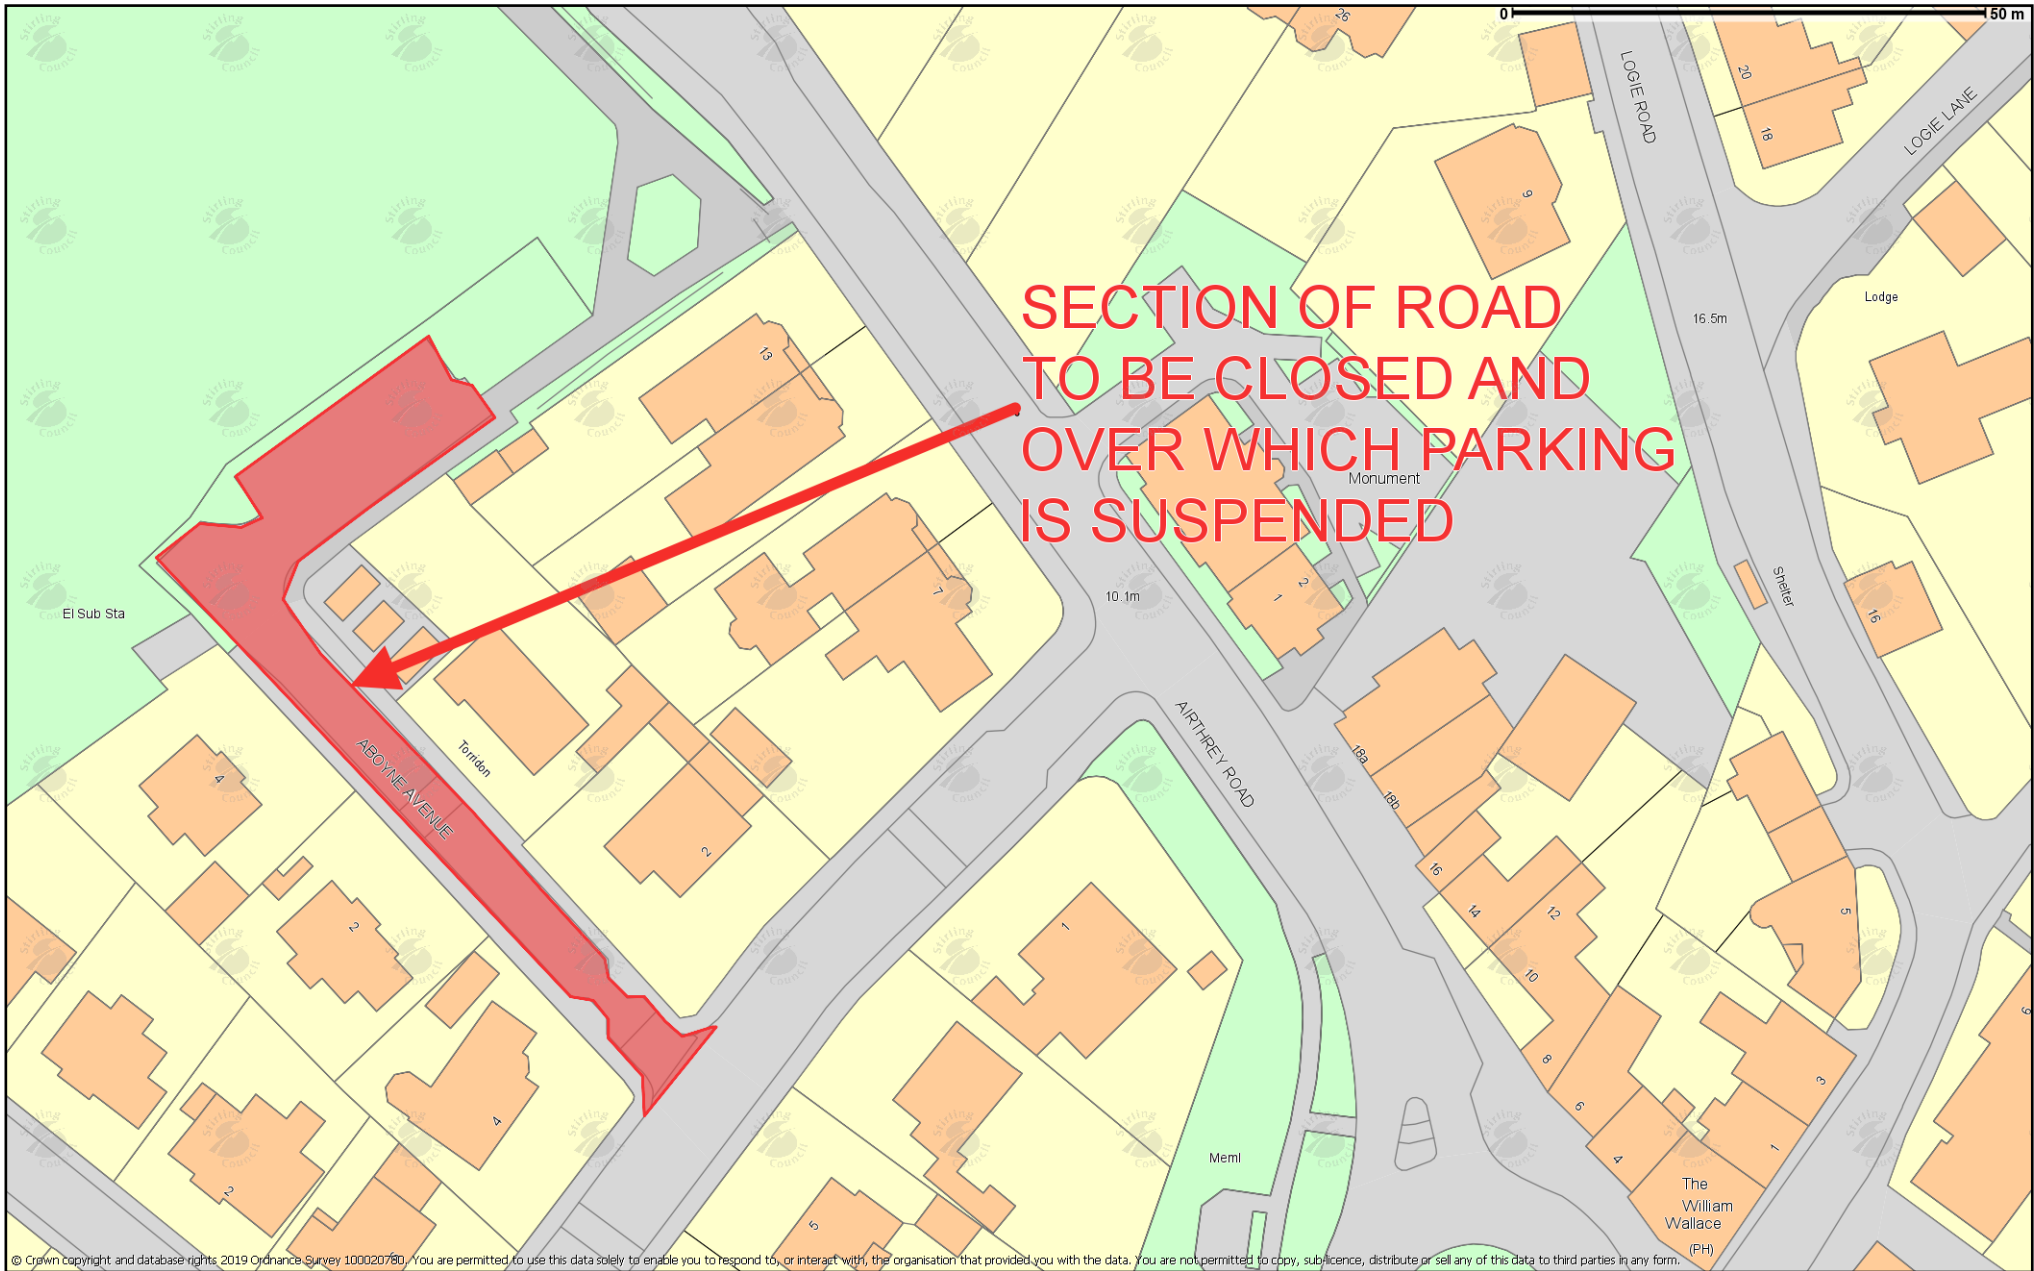 0 50 m
26
LOGIE ROAD
20
18
LOGIE LANE
9
Lodge
16.5m
SECTION OF ROAD
TO BE CLOSED AND
OVER WHICH PARKING
IS SUSPENDED
13
Monument
7
10.1m
2
1
Shelter
16
El Sub Sta
AIRTHREY ROAD
ABOYNE AVENUE
Torridon
4
2
18a
18b
16
14
12
10
8
6
4
2
1
5
3
1
6
4
2
5
Meml
The
William
Wallace
(PH)
Stirling
Council
© Crown copyright and database rights 2019 Ordnance Survey 100020780. You are permitted to use this data solely to enable you to respond to, or interact with, the organisation that provided you with the data. You are not permitted to copy, sub-licence, distribute or sell any of this data to third parties in any form.